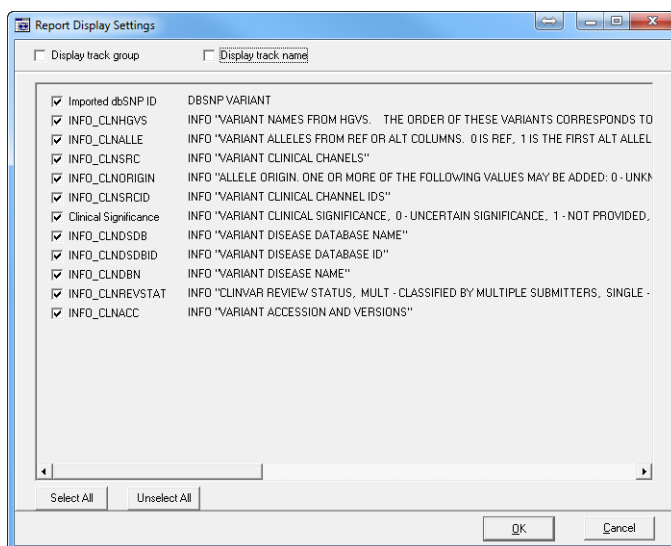 Report Display Settings
Display track group Display track name
Imported dbSNP ID DBSNP VARIANT
INFO_CLNHGVS INFO "VARIANT NAMES FROM HGVS. THE ORDER OF THESE VARIANTS CORRESPONDS TO
INFO_CLNALLE INFO "VARIANT ALLELES FROM REF OR ALT COLUMNS. 0 IS REF, 1 IS THE FIRST ALT ALLEL
INFO_CLNSRC INFO "VARIANT CLINICAL CHANELS"
INFO_CLNORIGIN INFO "ALLELE ORIGIN. ONE OR MORE OF THE FOLLOWING VALUES MAY BE ADDED: 0 - UNKN
INFO_CLNSRCID INFO "VARIANT CLINICAL CHANNEL IDS"
Clinical Significance INFO "VARIANT CLINICAL SIGNIFICANCE, 0 - UNCERTAIN SIGNIFICANCE, 1 - NOT PROVIDED,
INFO_CLNDSDB INFO "VARIANT DISEASE DATABASE NAME"
INFO_CLNDSDBID INFO "VARIANT DISEASE DATABASE ID"
INFO_CLNDBN INFO "VARIANT DISEASE NAME"
INFO_CLNREVSTAT INFO "CLINVAR REVIEW STATUS, MULT - CLASSIFIED BY MULTIPLE SUBMITTERS, SINGLE -
INFO_CLNACC INFO "VARIANT ACCESSION AND VERSIONS"
Select All Unselect All
OK Cancel